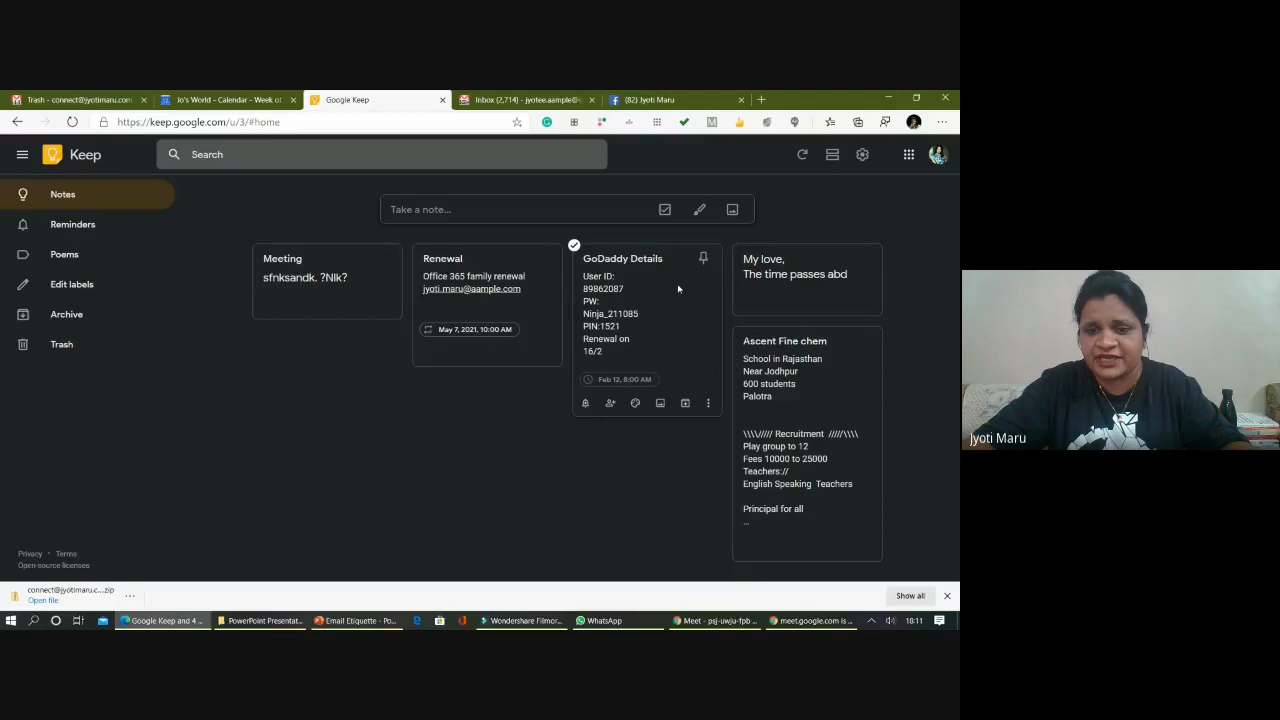 Trash - connect@jyotimaru.com
Jo's World - Calendar - Week of
Google Keep
Inbox (2,714) - jyotee.aample@
(82) Jyoti Maru
https://keep.google.com/u/3/#home
Keep
Search
Notes
Reminders
Poems
Edit labels
Archive
Trash
Take a note...
Meeting
sfnksandk. ?Nlk?
Renewal
Office 365 family renewal
jyoti.maru@aample.com
May 7, 2021, 10:00 AM
GoDaddy Details
User ID:
89862087
PW:
Ninja_211085
PIN:1521
Renewal on
16/2
Feb 12, 8:00 AM
My love,
The time passes abd
Ascent Fine chem
School in Rajasthan
Near Jodhpur
600 students
Palotra
\\\\///// Recruitment /////\\\\
Play group to 12
Fees 10000 to 25000
Teachers://
English Speaking Teachers
Principal for all
...
Privacy • Terms
Open-source licenses
connect@jyotimaru.c....zip
Open file
Show all
Google Keep and 4 ...
PowerPoint Presentat...
Email Etiquette - Po...
Wondershare Filmor...
WhatsApp
Meet - psj-uwju-fpb ...
meet.google.com is ...
18:11
Jyoti Maru